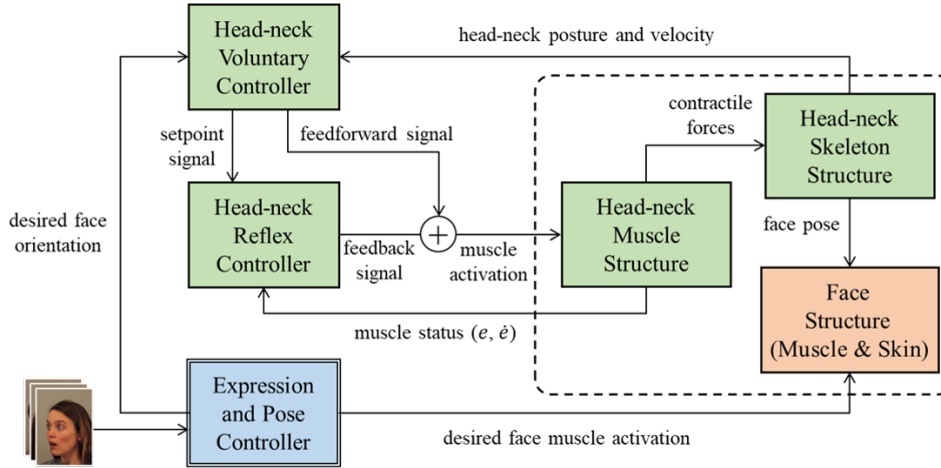 Head-neck
Voluntary
Controller
head-neck posture and velocity
setpoint
signal
feedforward signal
contractile
forces
Head-neck
Skeleton
Structure
desired face
orientation
Head-neck
Reflex
Controller
feedback
signal
+
muscle
activation
Head-neck
Muscle
Structure
face pose
muscle status (e, ė)
Face
Structure
(Muscle & Skin)
Expression
and Pose
Controller
desired face muscle activation